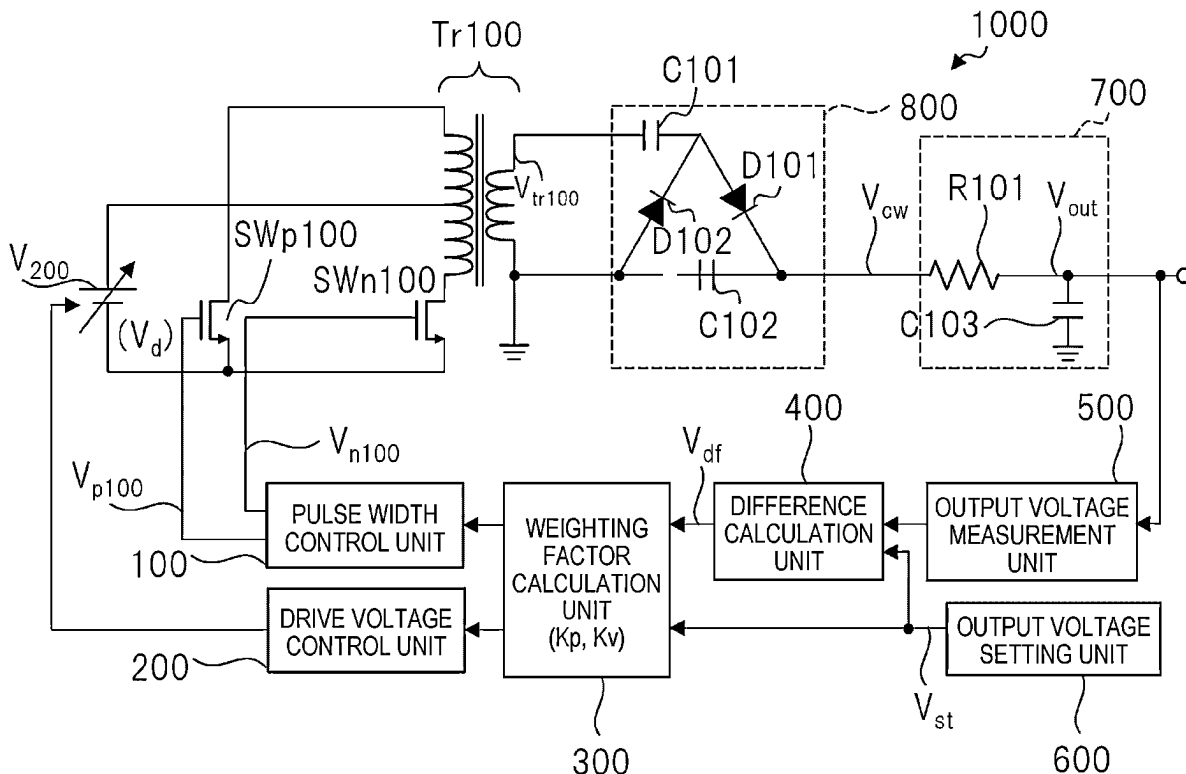 1000
Tr100
C101
800
700
D101
R101
V_tr100
V_cw
V_out
SWp100
D102
V_200
SWn100
C102
C103
(V_d)
400
500
V_n100
V_df
V_p100
PULSE WIDTH
CONTROL UNIT
100
WEIGHTING
FACTOR
CALCULATION
UNIT
(Kp, Kv)
DIFFERENCE
CALCULATION
UNIT
OUTPUT VOLTAGE
MEASUREMENT
UNIT
DRIVE VOLTAGE
CONTROL UNIT
200
OUTPUT VOLTAGE
SETTING UNIT
V_st
300
600